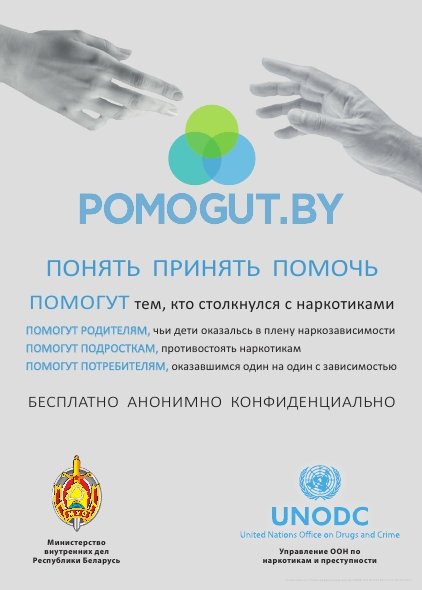 POMOGUT.BY
ПОНЯТЬ ПРИНЯТЬ ПОМОЧЬ
ПОМОГУТ тем, кто столкнулся с наркотиками
ПОМОГУТ РОДИТЕЛЯМ, чьи дети оказальсь в плену наркозависимости
ПОМОГУТ ПОДРОСТКАМ, противостоять наркотикам
ПОМОГУТ ПОТРЕБИТЕЛЯМ, оказавшимся один на один с зависимостью
БЕСПЛАТНО АНОНИМНО КОНФИДЕНЦИАЛЬНО
МУС
Министерство
внутренних дел
Республики Беларусь
UNODC
United Nations Office on Drugs and Crime
Управление ООН по
наркотикам и преступности